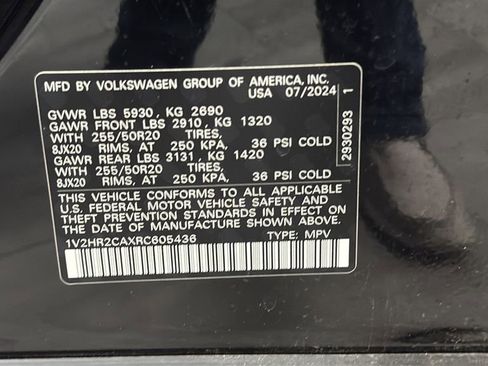 MFD BY VOLKSWAGEN GROUP OF AMERICA, INC.
USA 07/2024
GVWR LBS 5930, KG 2690
GAWR FRONT LBS 2910, KG 1320
WITH 255/50R20 TIRES,
8JX20 RIMS, AT 250 KPA, 36 PSI COLD
GAWR REAR LBS 3131, KG 1420
WITH 255/50R20 TIRES,
8JX20 RIMS, AT 250 KPA, 36 PSI COLD
THIS VEHICLE CONFORMS TO ALL APPLICABLE
U.S. FEDERAL MOTOR VEHICLE SAFETY AND
THEFT PREVENTION STANDARDS IN EFFECT ON THE
DATE OF MANUFACTURE SHOWN ABOVE.
1V2HR2CAXRC605436 TYPE: MPV
2930293 1